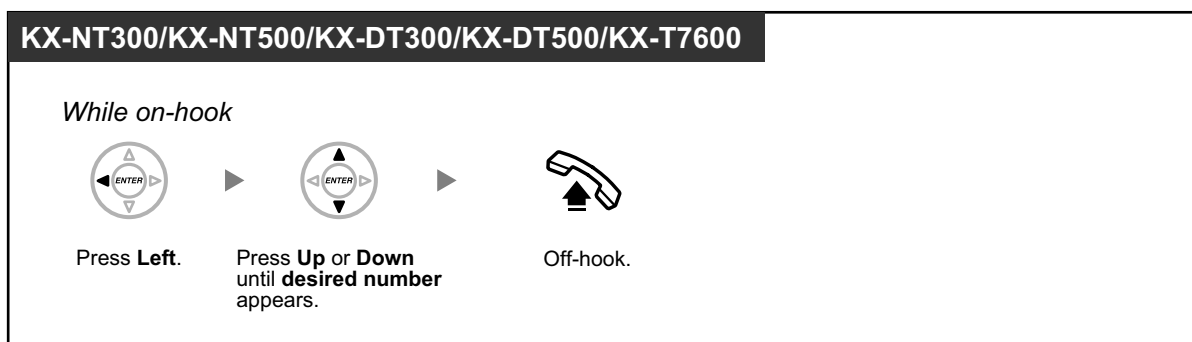 KX-NT300/KX-NT500/KX-DT300/KX-DT500/KX-T7600
While on-hook
ENTER
ENTER
Press Left.
Press Up or Down
until desired number
appears.
Off-hook.